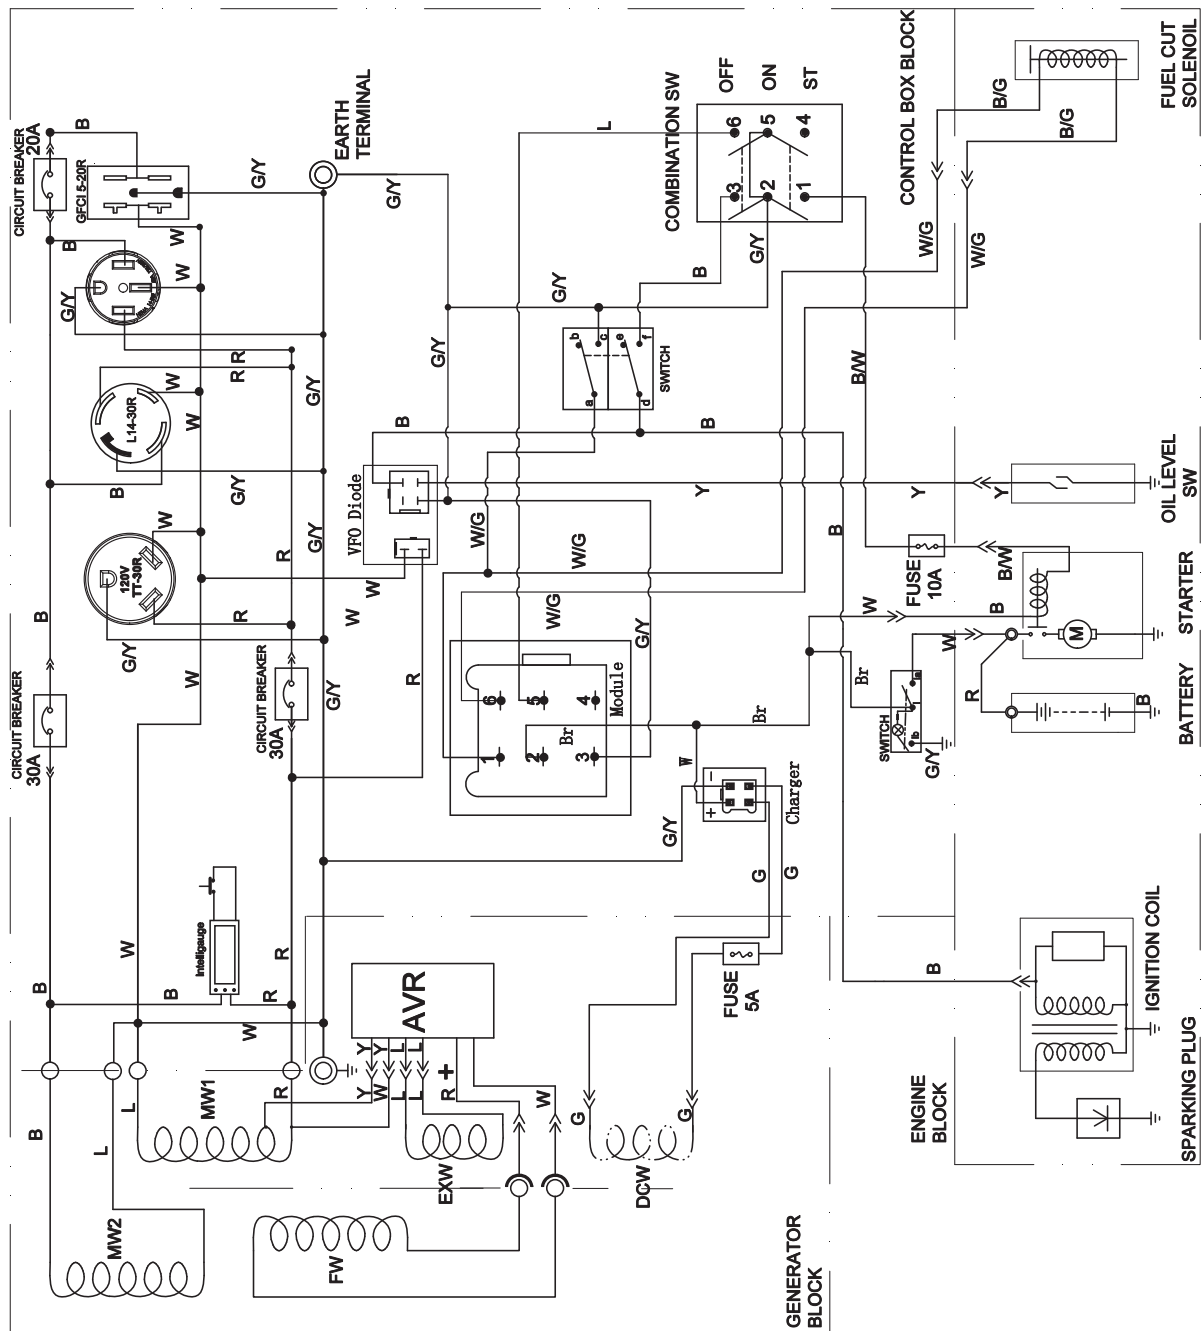 CIRCUIT BREAKER
20A
B
GFCI 5-20R
G/Y
EARTH
TERMINAL
G/Y
B
W
W
G/Y
R
R
W
L14-30R
W
G/Y
B
G/Y
W
120V
TT-30R
R
G/Y
R
B
G/Y
W
CIRCUIT BREAKER
30A
CIRCUIT BREAKER
30A
G/Y
L
COMBINATION SW
OFF
ON
ST
6
5
4
3
2
1
CONTROL BOX BLOCK
B/G
B/G
FUEL CUT
SOLENOIL
W/G
W/G
B
G/Y
G/Y
G/Y
b
c
e
f
a
d
SWITCH
B/W
B
B
VFO Diode
W
W
R
W/G
W/G
W/G
G/Y
Y
Y
Y
OIL LEVEL
SW
B
FUSE
10A
B/W
W
B
STARTER
M
W
R
BATTERY
B
Br
SWITCH
Ia
I
Ib
G/Y
6
5
4
1
2
3
Module
Br
Br
W
G/Y
+
-
Charger
G
G
FUSE
5A
Intelligauge
W
R
B
B
R
W
AVR
Y
Y
L
L
Y
W
L
L
R
+
W
MW1
R
L
B
L
MW2
EXW
FW
G
G
DCW
GENERATOR
BLOCK
ENGINE
BLOCK
B
IGNITION COIL
SPARKING PLUG